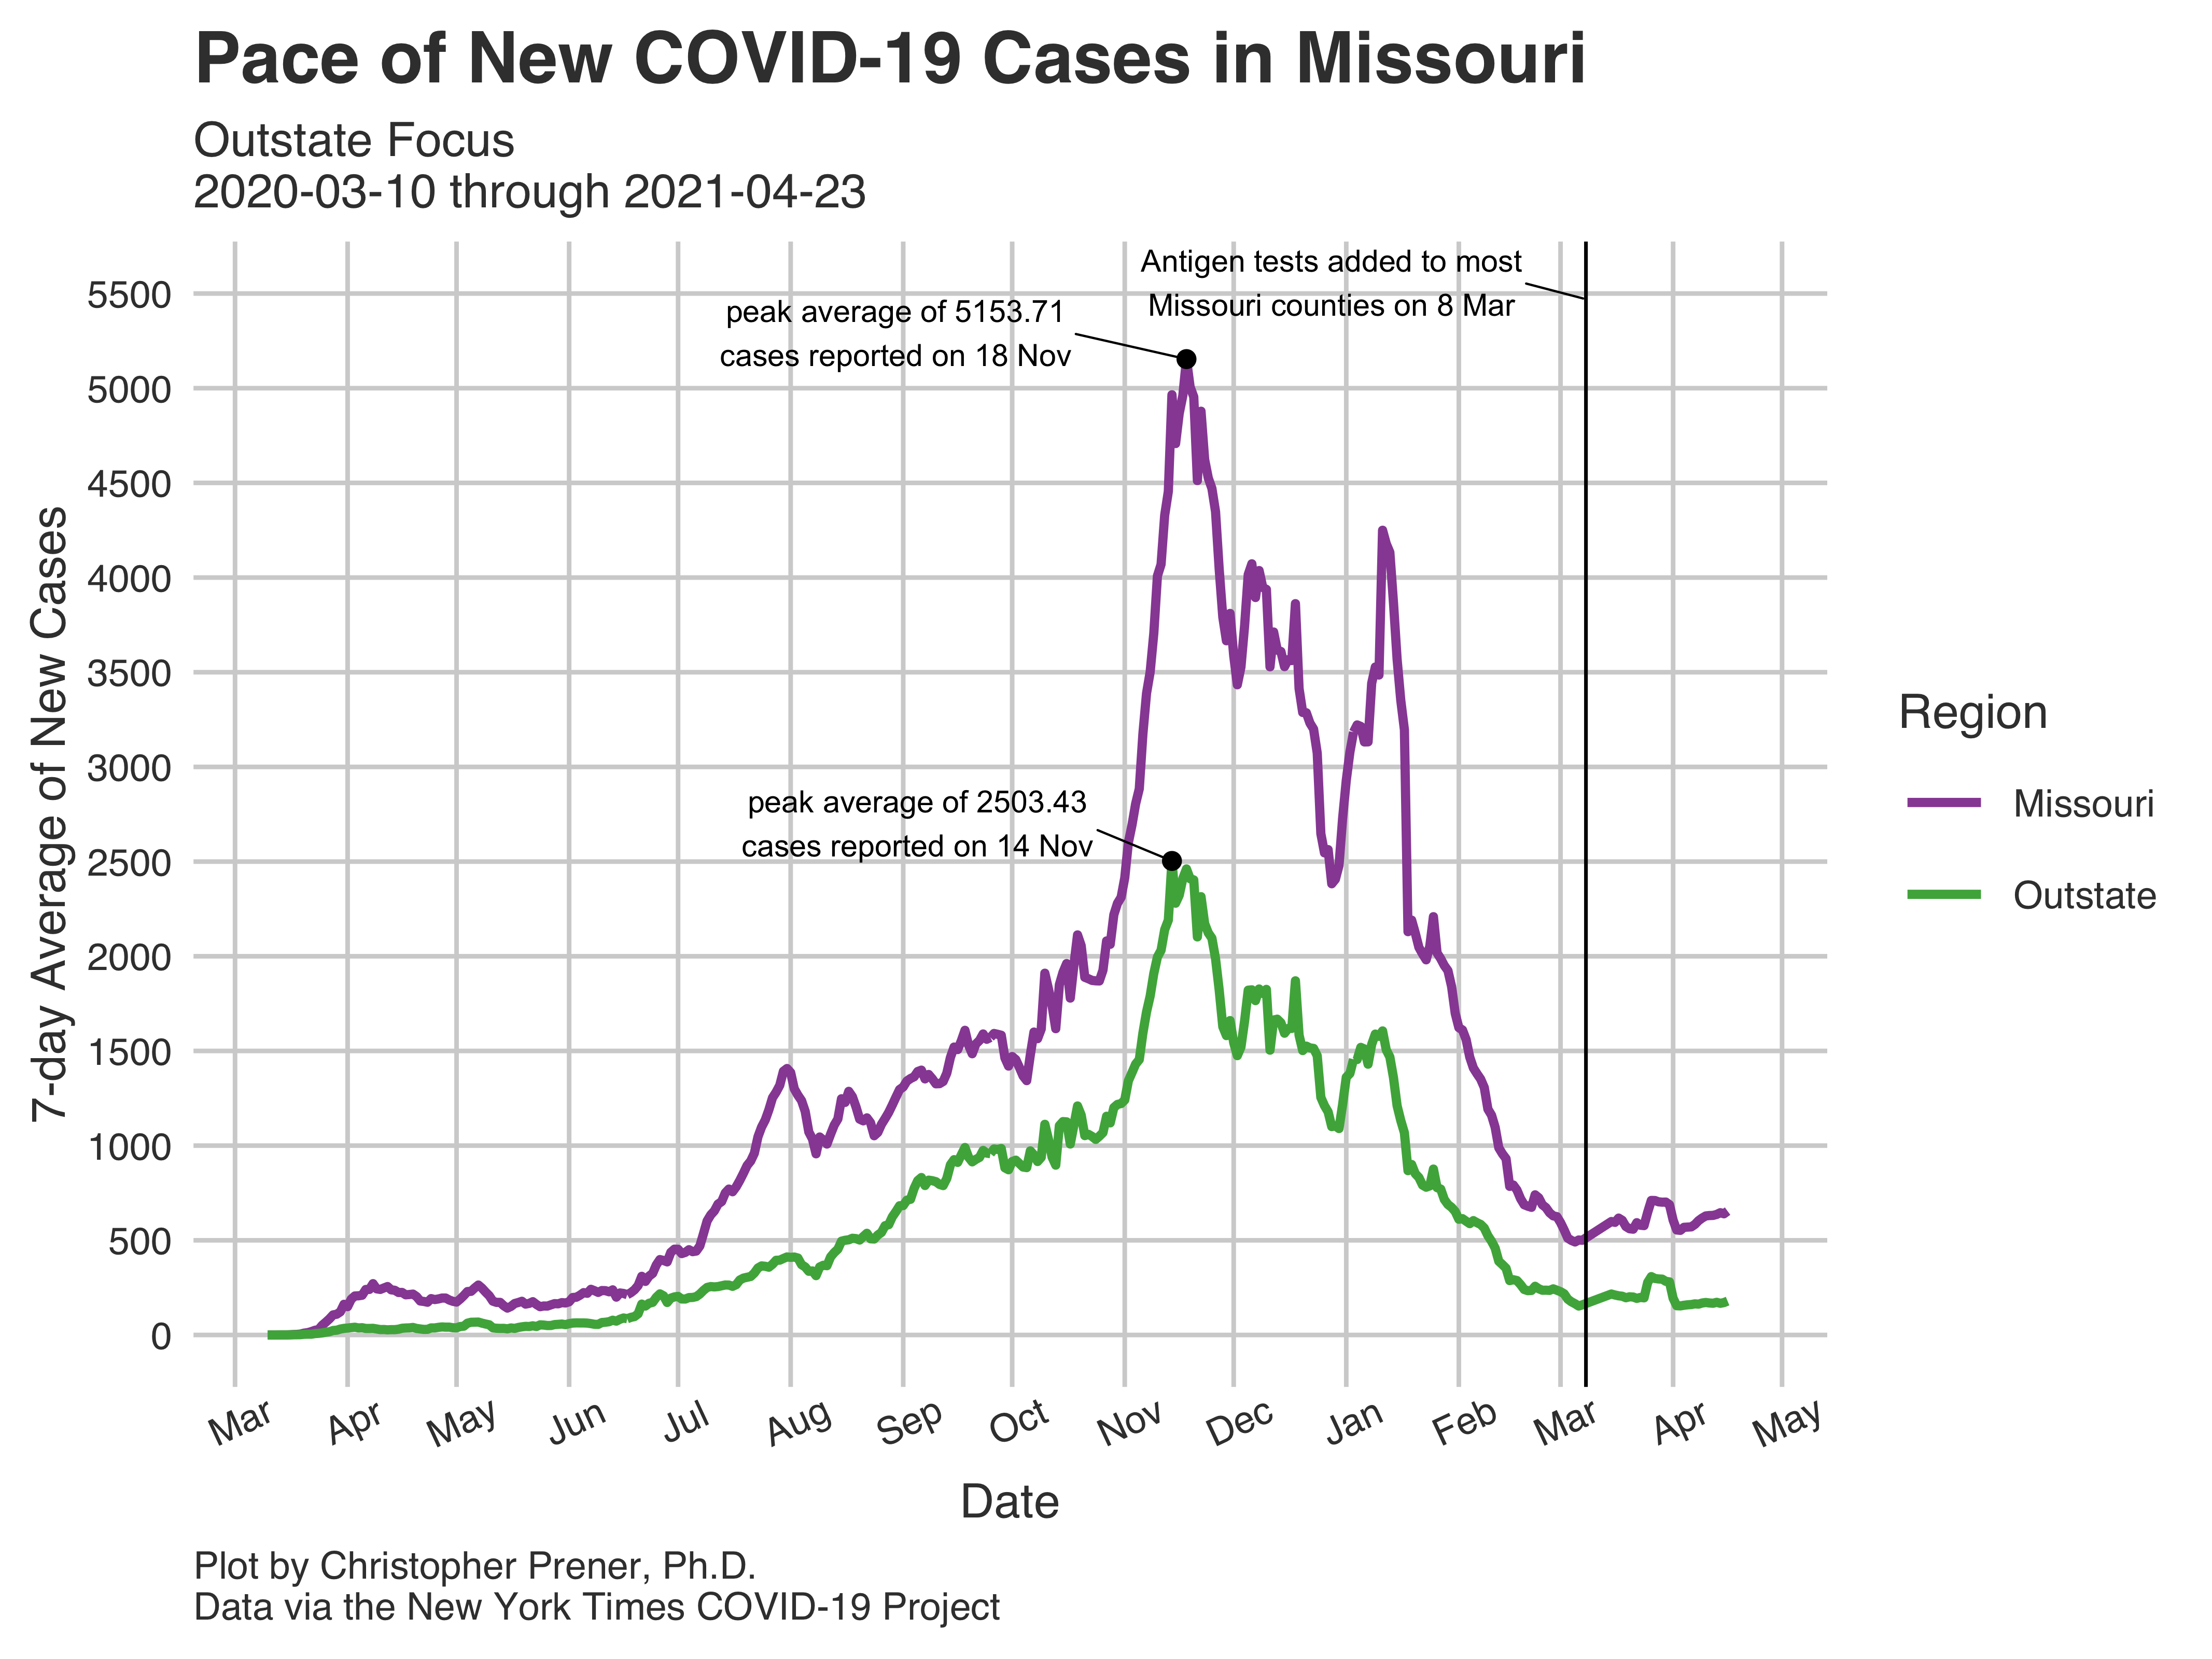 Pace of New COVID-19 Cases in Missouri
Outstate Focus
2020-03-10 through 2021-04-23
Antigen tests added to most
Missouri counties on 8 Mar
peak average of 5153.71
cases reported on 18 Nov
peak average of 2503.43
cases reported on 14 Nov
7-day Average of New Cases
5500
5000
4500
4000
3500
3000
2500
2000
1500
1000
500
0
Mar
Apr
May
Jun
Jul
Aug
Sep
Oct
Nov
Dec
Jan
Feb
Mar
Apr
May
Date
Region
Missouri
Outstate
Plot by Christopher Prener, Ph.D.
Data via the New York Times COVID-19 Project